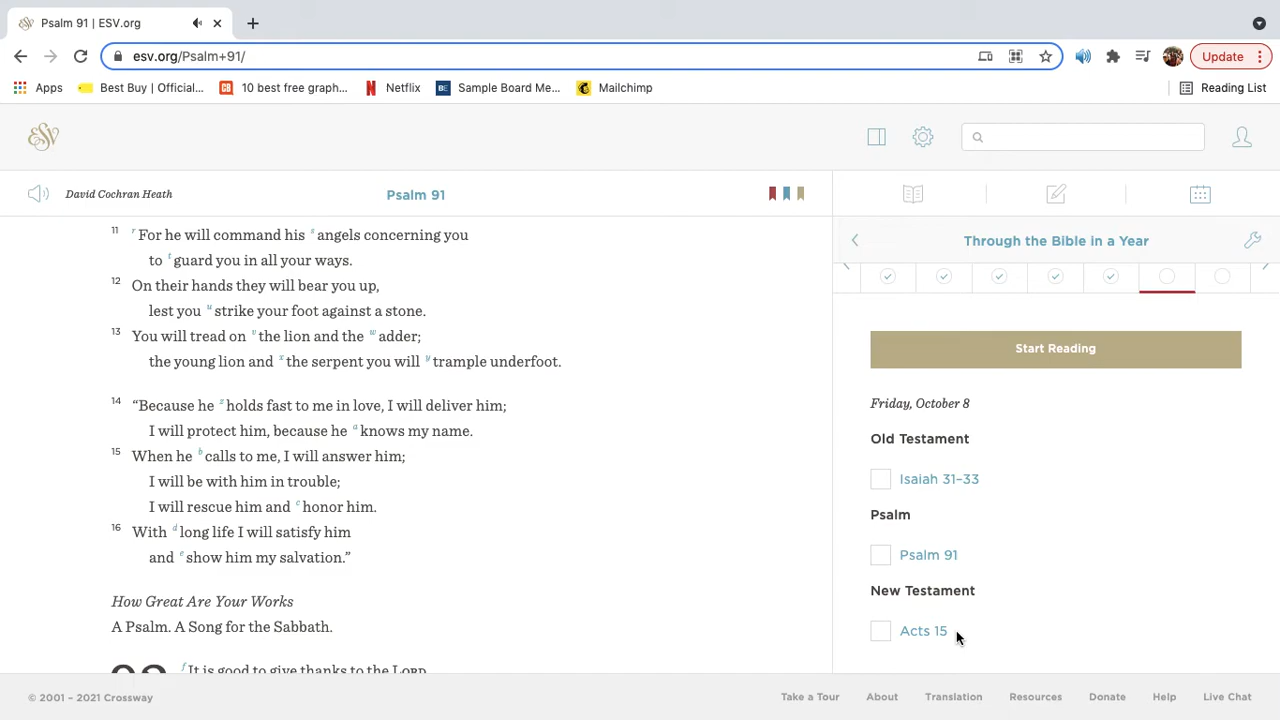 Psalm 91 | ESV.org
esv.org/Psalm+91/
Update
Apps
Best Buy | Official...
10 best free graph...
Netflix
Sample Board Me...
Mailchimp
Reading List
ESV
David Cochran Heath
Psalm 91
11 r For he will command his s angels concerning you
to t guard you in all your ways.
12 On their hands they will bear you up,
lest you u strike your foot against a stone.
13 You will tread on v the lion and the w adder;
the young lion and x the serpent you will y trample underfoot.
14 “Because he z holds fast to me in love, I will deliver him;
I will protect him, because he a knows my name.
15 When he b calls to me, I will answer him;
I will be with him in trouble;
I will rescue him and c honor him.
16 With d long life I will satisfy him
and e show him my salvation.”
How Great Are Your Works
A Psalm. A Song for the Sabbath.
f It is good to give thanks to the LORD,
Through the Bible in a Year
Start Reading
Friday, October 8
Old Testament
Isaiah 31–33
Psalm
Psalm 91
New Testament
Acts 15
© 2001 – 2021 Crossway
Take a Tour
About
Translation
Resources
Donate
Help
Live Chat